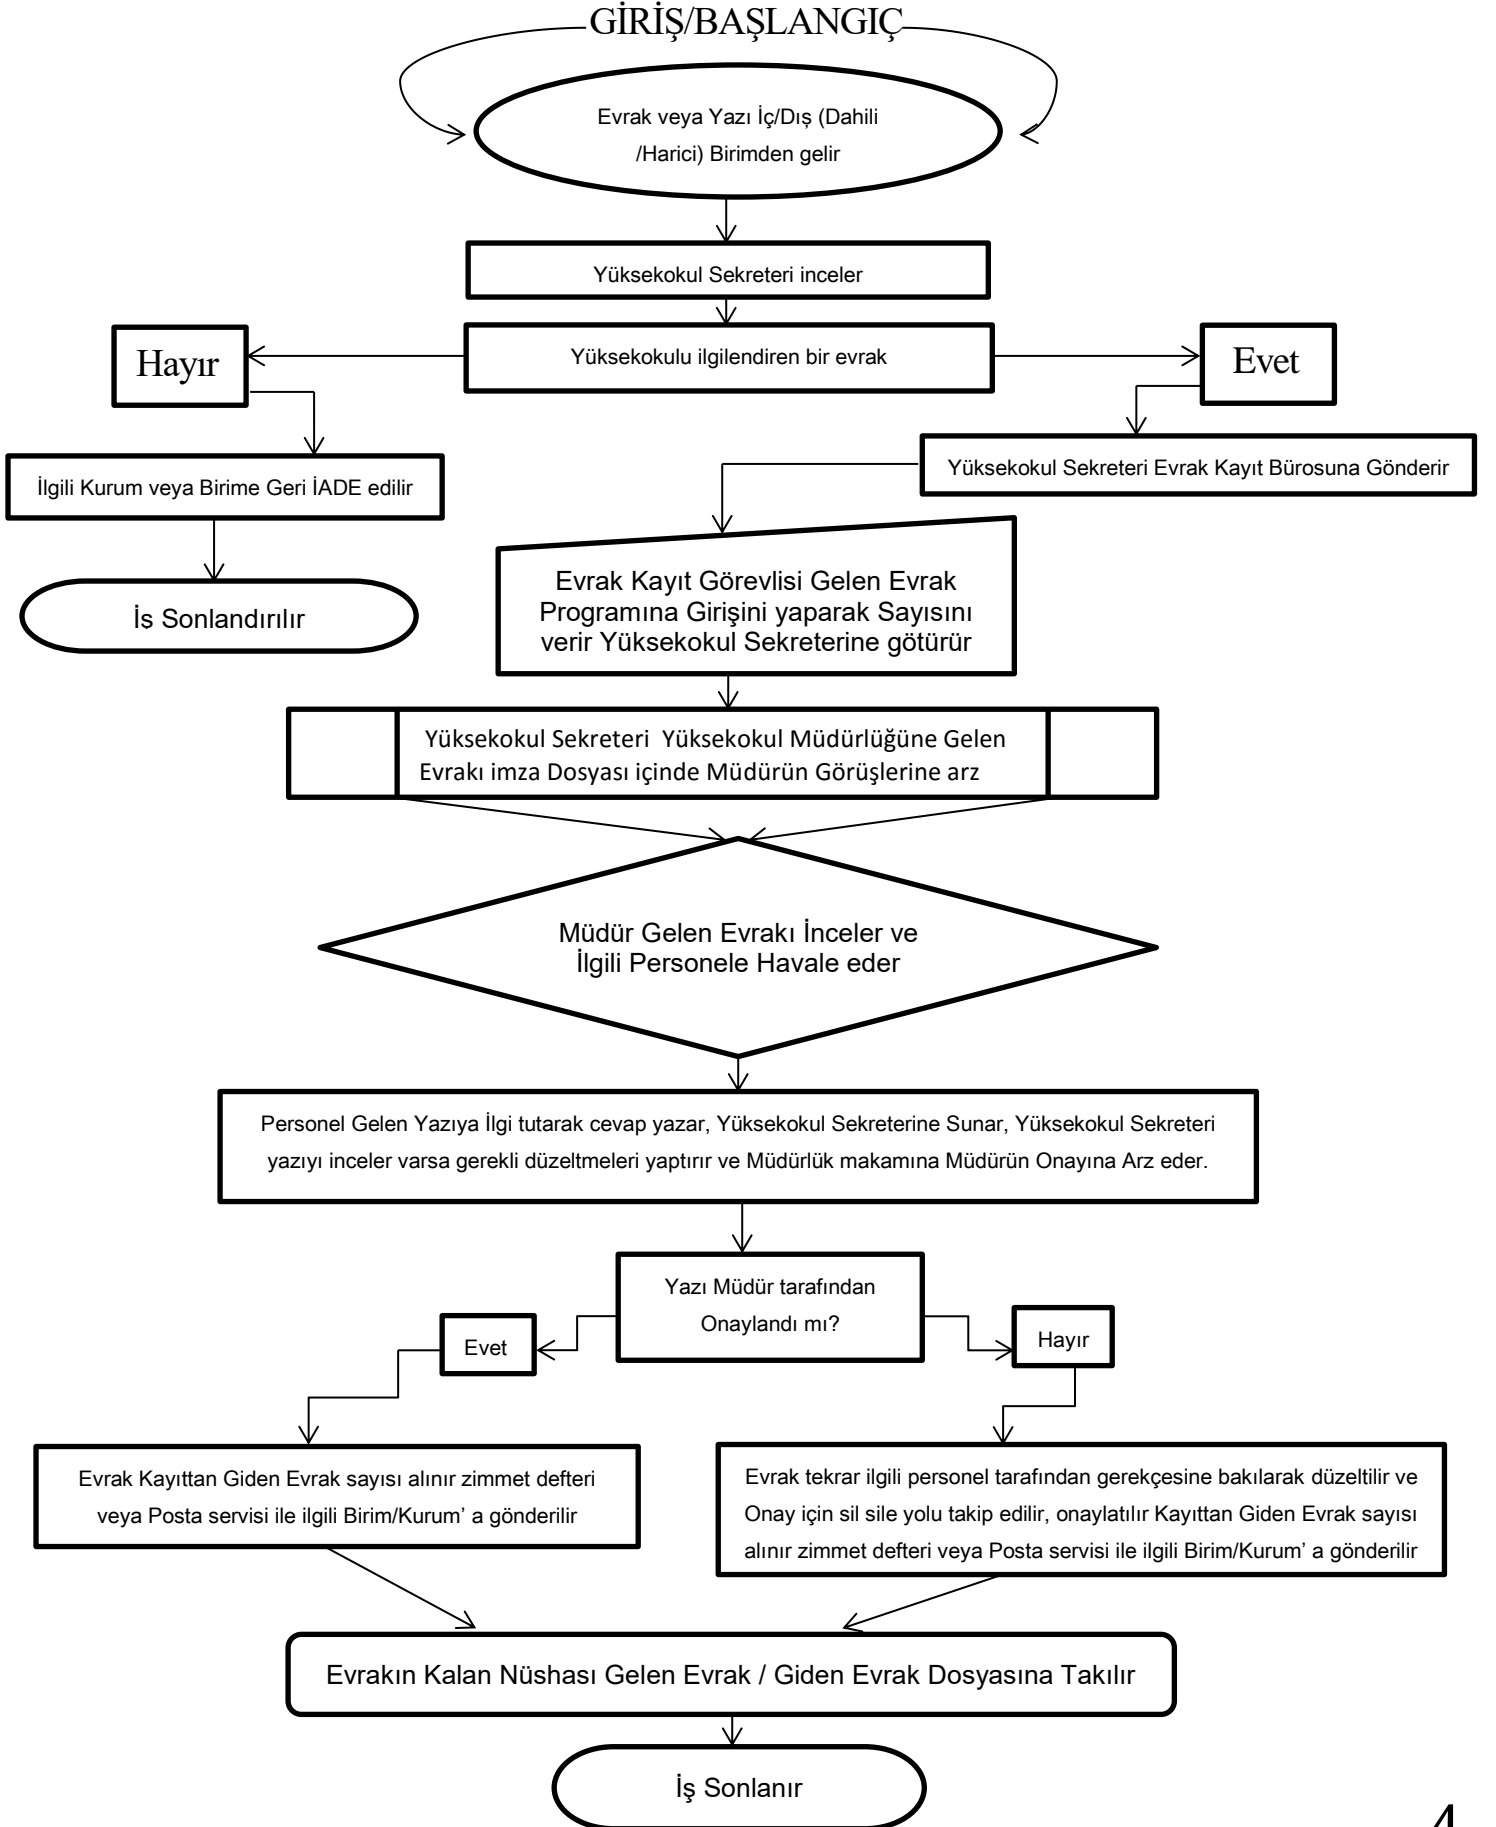 GİRİŞ/BAŞLANGIÇ
Evrak veya Yazı İç/Dış (Dahili
/Harici) Birimden gelir
Yüksekokul Sekreteri inceler
Yüksekokulu ilgilendiren bir evrak
Hayır
Evet
İlgili Kurum veya Birime Geri İADE edilir
Yüksekokul Sekreteri Evrak Kayıt Bürosuna Gönderir
İs Sonlandırılır
Evrak Kayıt Görevlisi Gelen Evrak
Programına Girişini yaparak Sayısını
verir Yüksekokul Sekreterine götürür
Yüksekokul Sekreteri  Yüksekokul Müdürlüğüne Gelen
Evrakı imza Dosyası içinde Müdürün Görüşlerine arz
Müdür Gelen Evrakı İnceler ve
İlgili Personele Havale eder
Personel Gelen Yazıya İlgi tutarak cevap yazar, Yüksekokul Sekreterine Sunar, Yüksekokul Sekreteri
yazıyı inceler varsa gerekli düzeltmeleri yaptırır ve Müdürlük makamına Müdürün Onayına Arz eder.
Yazı Müdür tarafından
Onaylandı mı?
Evet
Hayır
Evrak Kayıttan Giden Evrak sayısı alınır zimmet defteri
veya Posta servisi ile ilgili Birim/Kurum’ a gönderilir
Evrak tekrar ilgili personel tarafından gerekçesine bakılarak düzeltilir ve
Onay için sil sile yolu takip edilir, onaylatılır Kayıttan Giden Evrak sayısı
alınır zimmet defteri veya Posta servisi ile ilgili Birim/Kurum’ a gönderilir
Evrakın Kalan Nüshası Gelen Evrak / Giden Evrak Dosyasına Takılır
İş Sonlanır
4